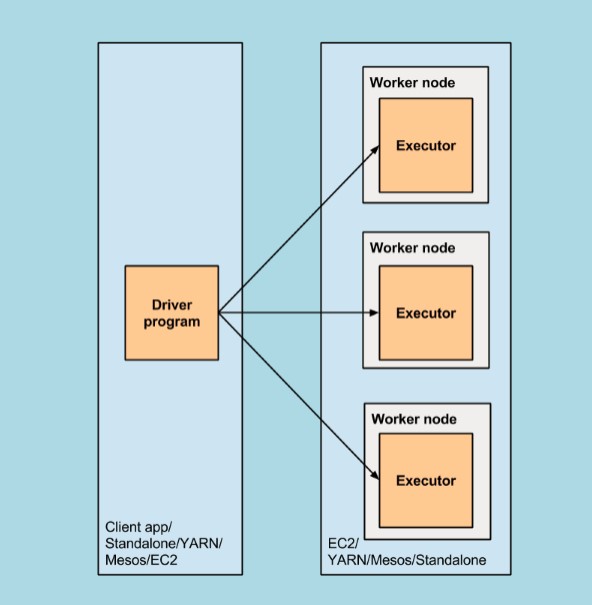 Worker node
Executor
Worker node
Driver
program
Executor
Worker node
Executor
Client app/
Standalone/YARN/
Mesos/EC2
EC2/
YARN/Mesos/Standalone